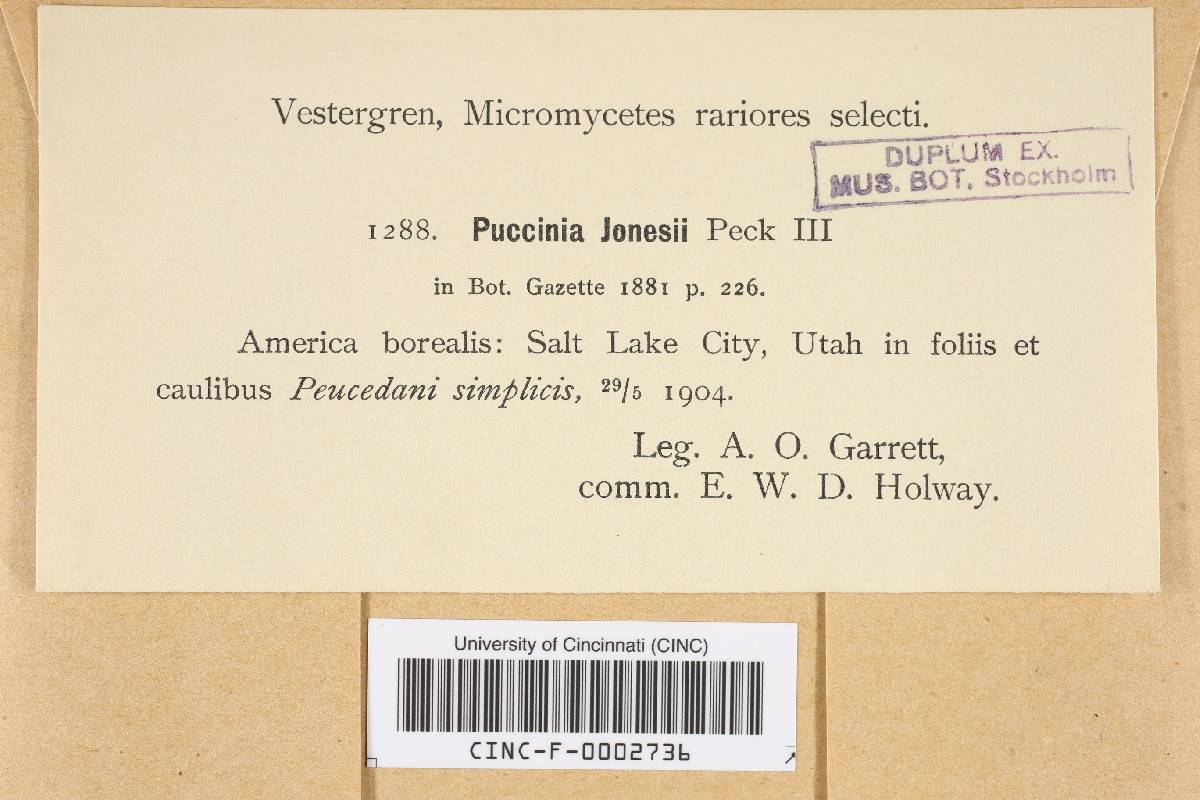 Vestergren, Micromycetes rariores selecti.
DUPLUM EX.
MUS. BOT. Stockholm
1288. Puccinia Jonesii Peck III
in Bot. Gazette 1881 p. 226.
America borealis: Salt Lake City, Utah in foliis et
caulibus Peucedani simplicis, 29/5 1904.
Leg. A. O. Garrett,
comm. E. W. D. Holway.
University of Cincinnati (CINC)
CINC-F-0002736